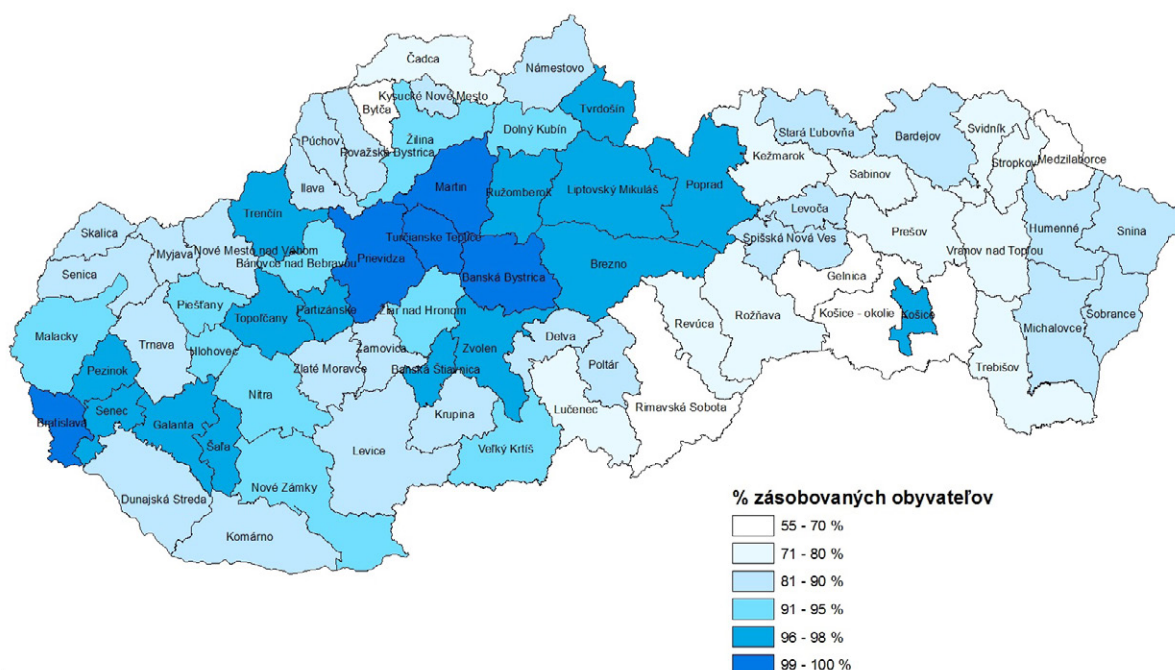 Čadca
Námestovo
Kysucké Nové Mesto
Bytča
Tvrdošín
Púchov
Považská Bystrica
Žilina
Dolný Kubín
Stará Ľubovňa
Bardejov
Svidník
Stropkov
Medzilaborce
Kežmarok
Sabinov
Ilava
Martin
Ružomberok
Liptovský Mikuláš
Poprad
Levoča
Prešov
Humenné
Snina
Trenčín
Skalica
Myjava
Nové Mesto nad Váhom
Turčianske Teplice
Spišská Nová Ves
Vranov nad Topľou
Bánovce nad Bebravou
Prievidza
Banská Bystrica
Brezno
Gelnica
Senica
Piešťany
Topoľčany
Partizánske
Žiar nad Hronom
Rožňava
Košice - okolie
Košice
Sobrance
Michalovce
Malacky
Trnava
Hlohovec
Žarnovica
Zvolen
Detva
Revúca
Poltár
Trebišov
Pezinok
Zlaté Moravce
Banská Štiavnica
Nitra
Bratislava
Senec
Galanta
Šaľa
Krupina
Lučenec
Rimavská Sobota
Levice
Veľký Krtíš
Dunajská Streda
Nové Zámky
Komárno
% zásobovaných obyvateľov
55 - 70 %
71 - 80 %
81 - 90 %
91 - 95 %
96 - 98 %
99 - 100 %